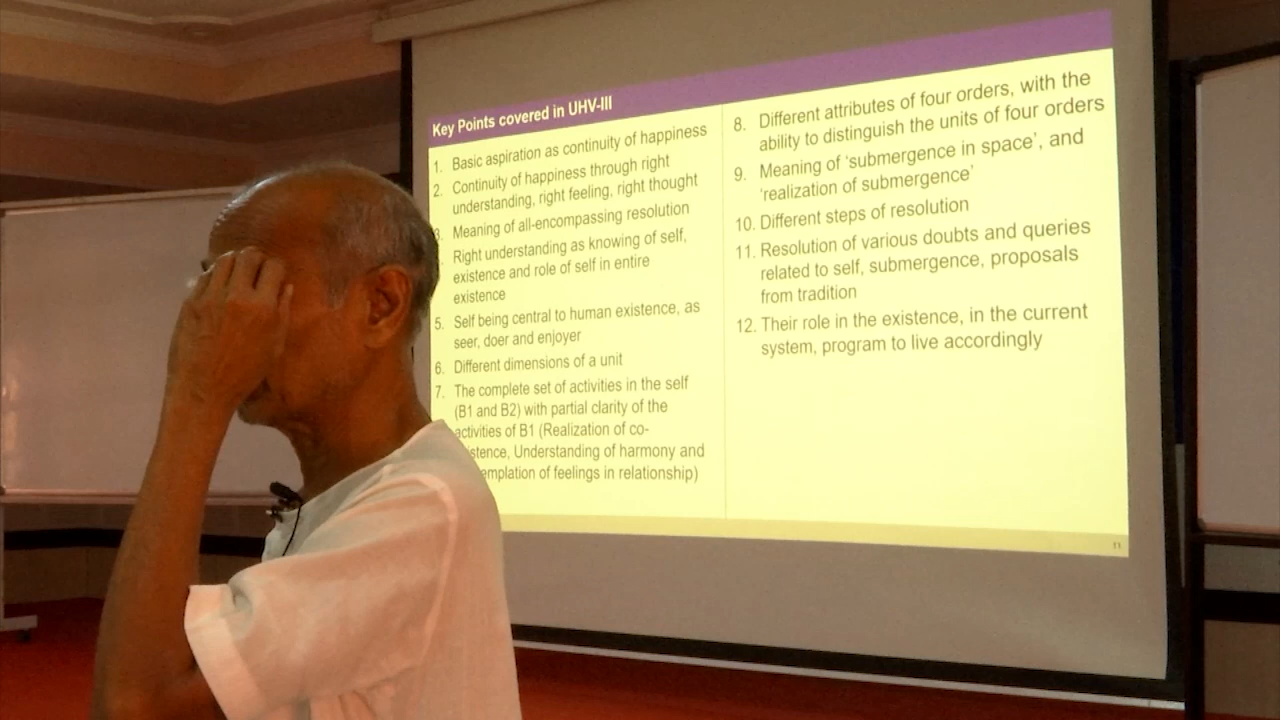 Key Points covered in UHV-III
1. Basic aspiration as continuity of happiness
2. Continuity of happiness through right
understanding, right feeling, right thought
3. Meaning of all-encompassing resolution
Right understanding as knowing of self,
existence and role of self in entire
existence
5. Self being central to human existence, as
seer, doer and enjoyer
6. Different dimensions of a unit
7. The complete set of activities in the self
(B1 and B2) with partial clarity of the
activities of B1 (Realization of co-
istence, Understanding of harmony and
emplation of feelings in relationship)
8. Different attributes of four orders, with the
ability to distinguish the units of four orders
9. Meaning of 'submergence in space', and
'realization of submergence'
10. Different steps of resolution
11. Resolution of various doubts and queries
related to self, submergence, proposals
from tradition
12. Their role in the existence, in the current
system, program to live accordingly
11